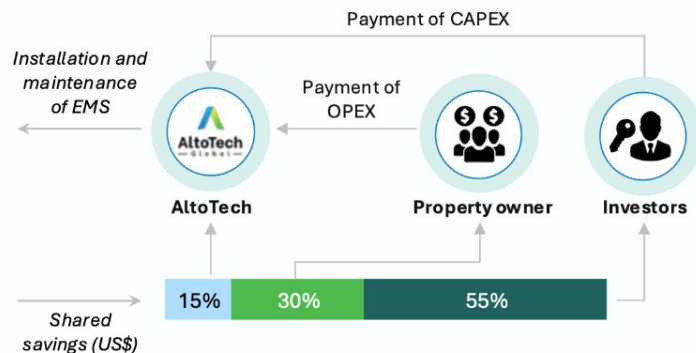 Payment of CAPEX
Installation and
maintenance
of EMS
Payment of
OPEX
AltoTech
Global
$ $
AltoTech
Property owner
Investors
15%
30%
55%
Shared
savings (US$)